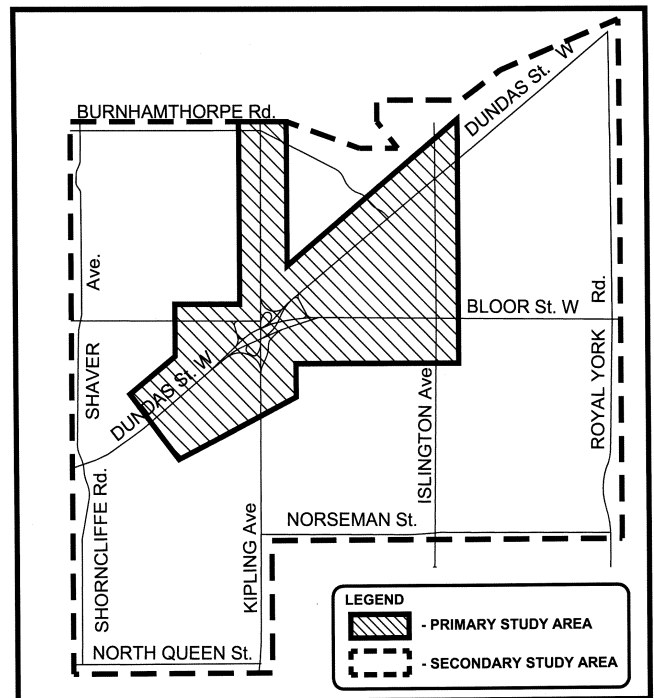 DUNDAS St. W
BURNHAMTHORPE Rd.
SHAVER Ave.
BLOOR St. W
ROYAL YORK Rd.
DUNDAS St. W
ISLINGTON Ave
SHORNCLIFFE Rd.
KIPLING Ave
NORSEMAN St.
NORTH QUEEN St.
LEGEND
- PRIMARY STUDY AREA
- SECONDARY STUDY AREA